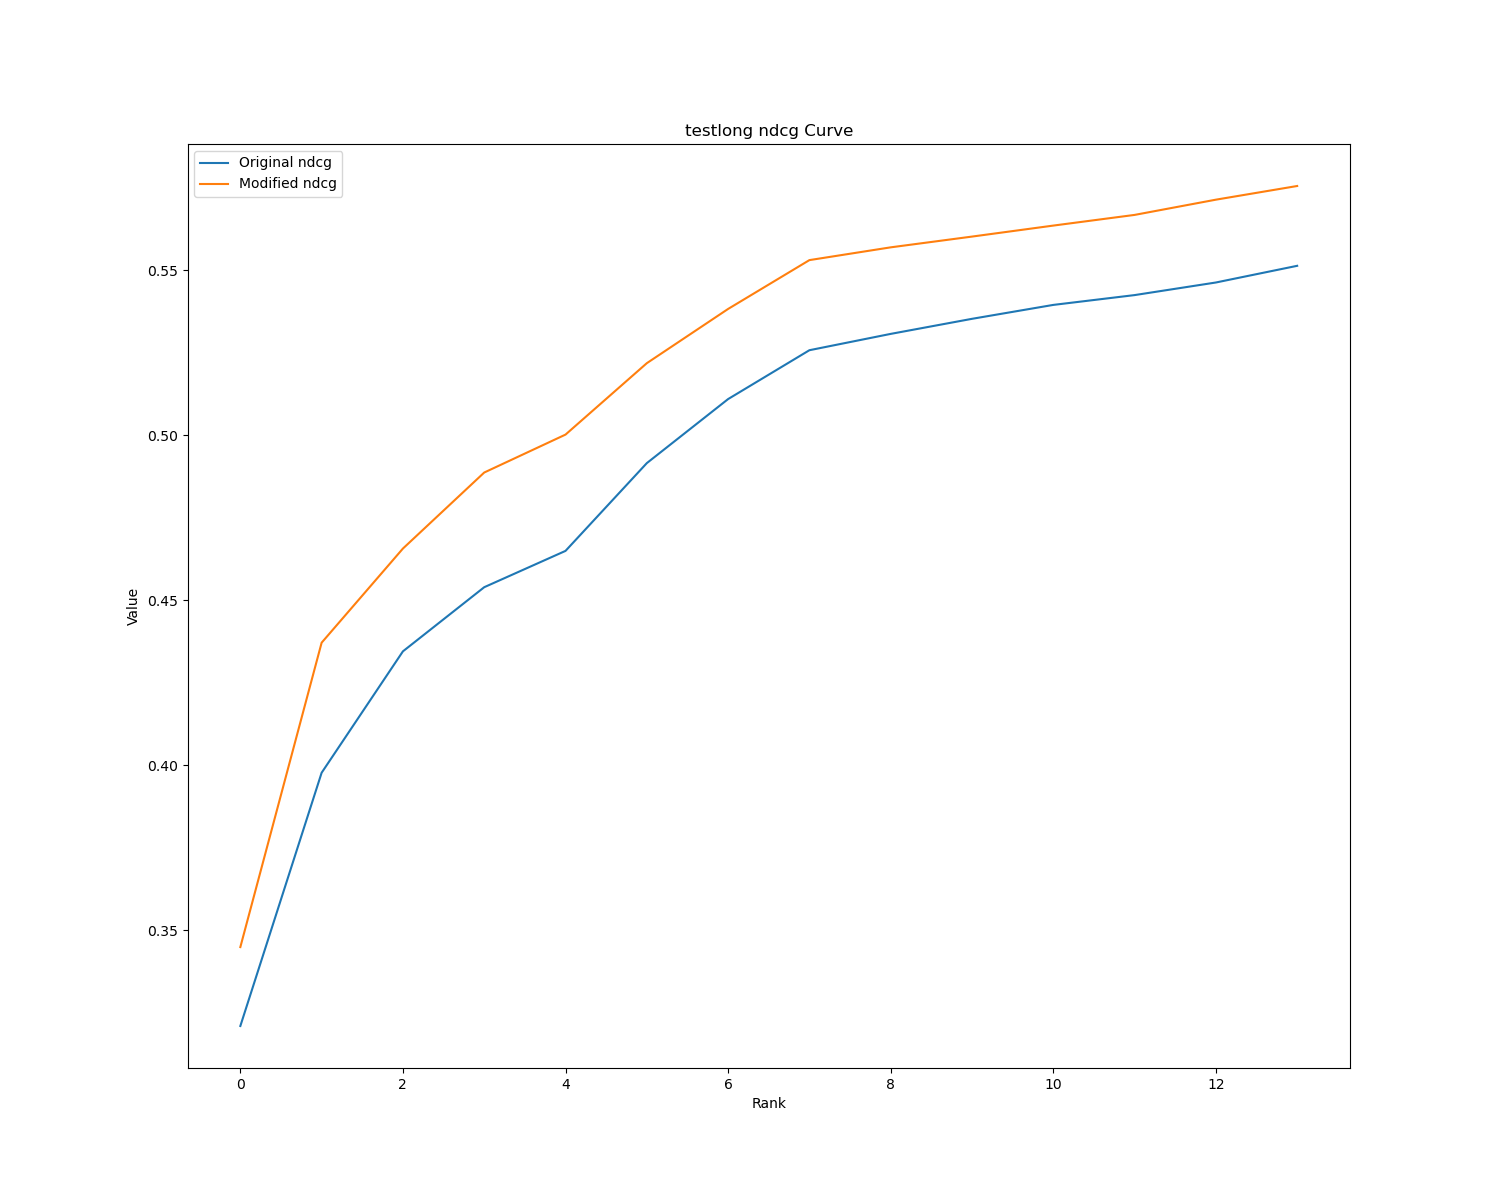 testlong ndcg Curve
Original ndcg
Modified ndcg
0.55
0.50
0.45
0.40
0.35
Value
0 2 4 6 8 10 12
Rank